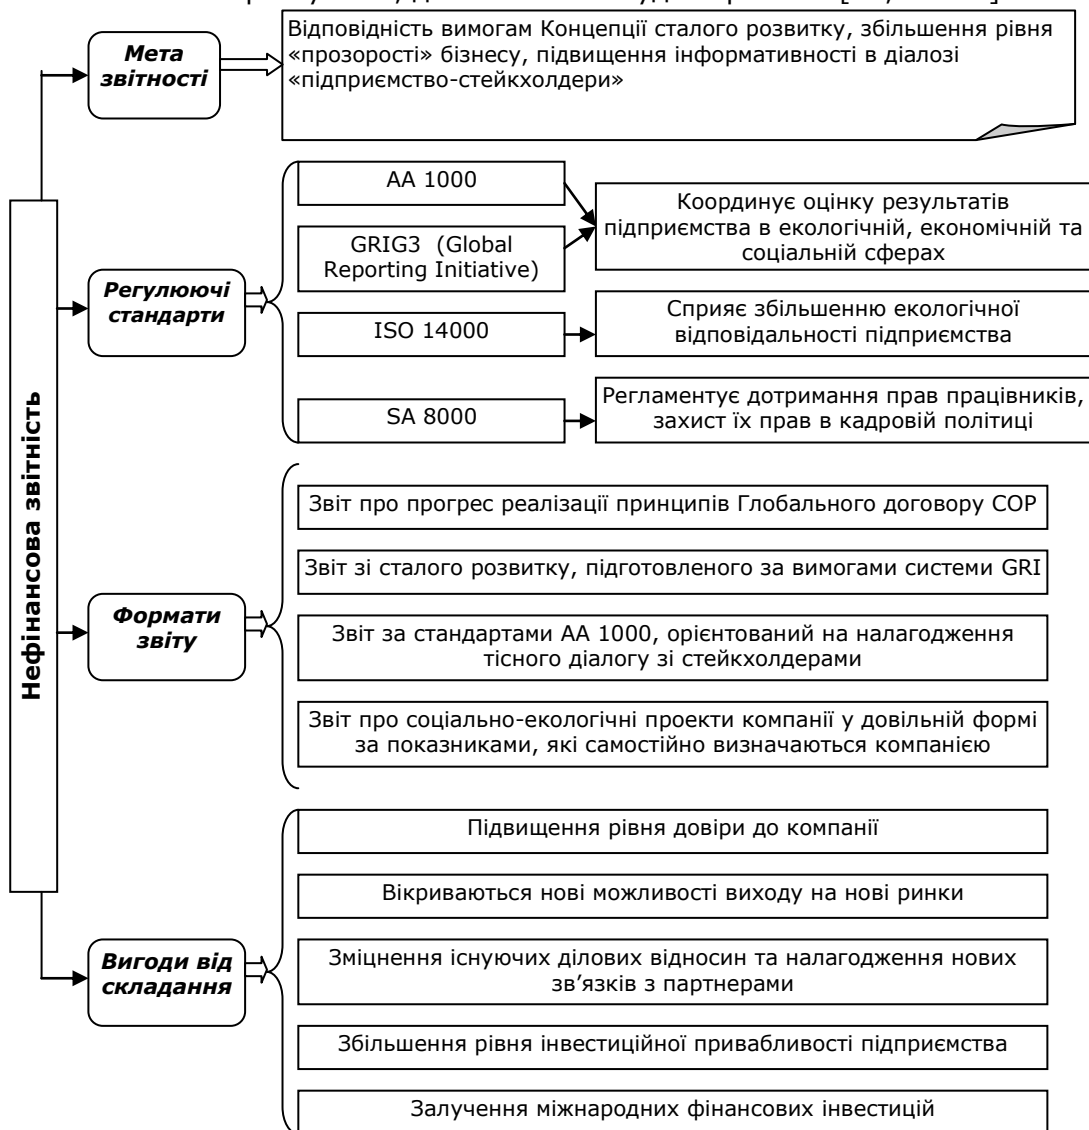 Мета
звітності
Відповідність вимогам Концепції сталого розвитку, збільшення рівня
«прозорості» бізнесу, підвищення інформативності в діалозі
«підприємство-стейкхолдери»
Нефінансова звітність
Регулюючі
стандарти
AA 1000
GRIG3 (Global
Reporting Initiative)
Координує оцінку результатів
підприємства в екологічній, економічній та
соціальній сферах
ISO 14000
Сприяє збільшенню екологічної
відповідальності підприємства
SA 8000
Регламентує дотримання прав працівників,
захист їх прав в кадровій політиці
Формати
звіту
Звіт про прогрес реалізації принципів Глобального договору СОР
Звіт зі сталого розвитку, підготовленого за вимогами системи GRI
Звіт за стандартами АА 1000, орієнтований на налагодження
тісного діалогу зі стейкхолдерами
Звіт про соціально-екологічні проекти компанії у довільній формі
за показниками, які самостійно визначаються компанією
Вигоди від
складання
Підвищення рівня довіри до компанії
Вікриваються нові можливості виходу на нові ринки
Зміцнення існуючих ділових відносин та налагодження нових
зв’язків з партнерами
Збільшення рівня інвестиційної привабливості підприємства
Залучення міжнародних фінансових інвестицій